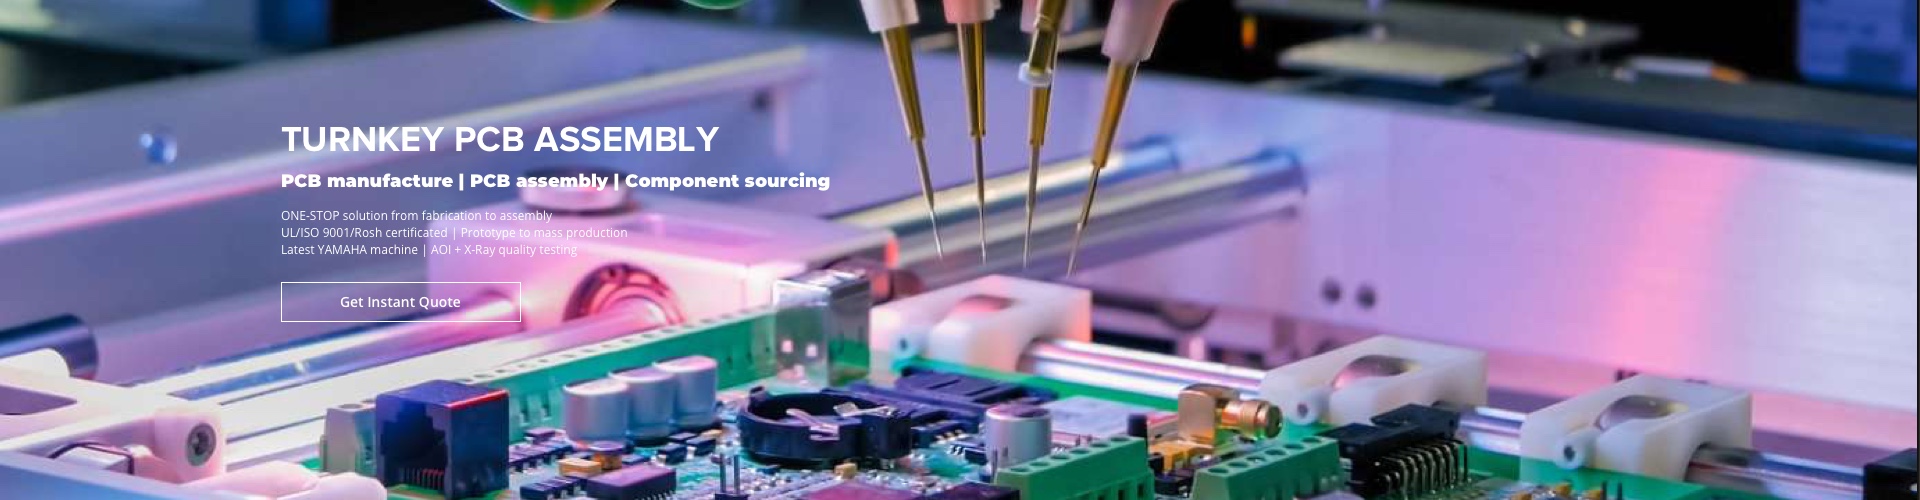 TURNKEY PCB ASSEMBLY
PCB manufacture | PCB assembly | Component sourcing
ONE-STOP solution from fabrication to assembly
UL/ISO 9001/Rosh certificated | Prototype to mass production
Latest YAMAHA machine | AOI + X-Ray quality testing
Get Instant Quote